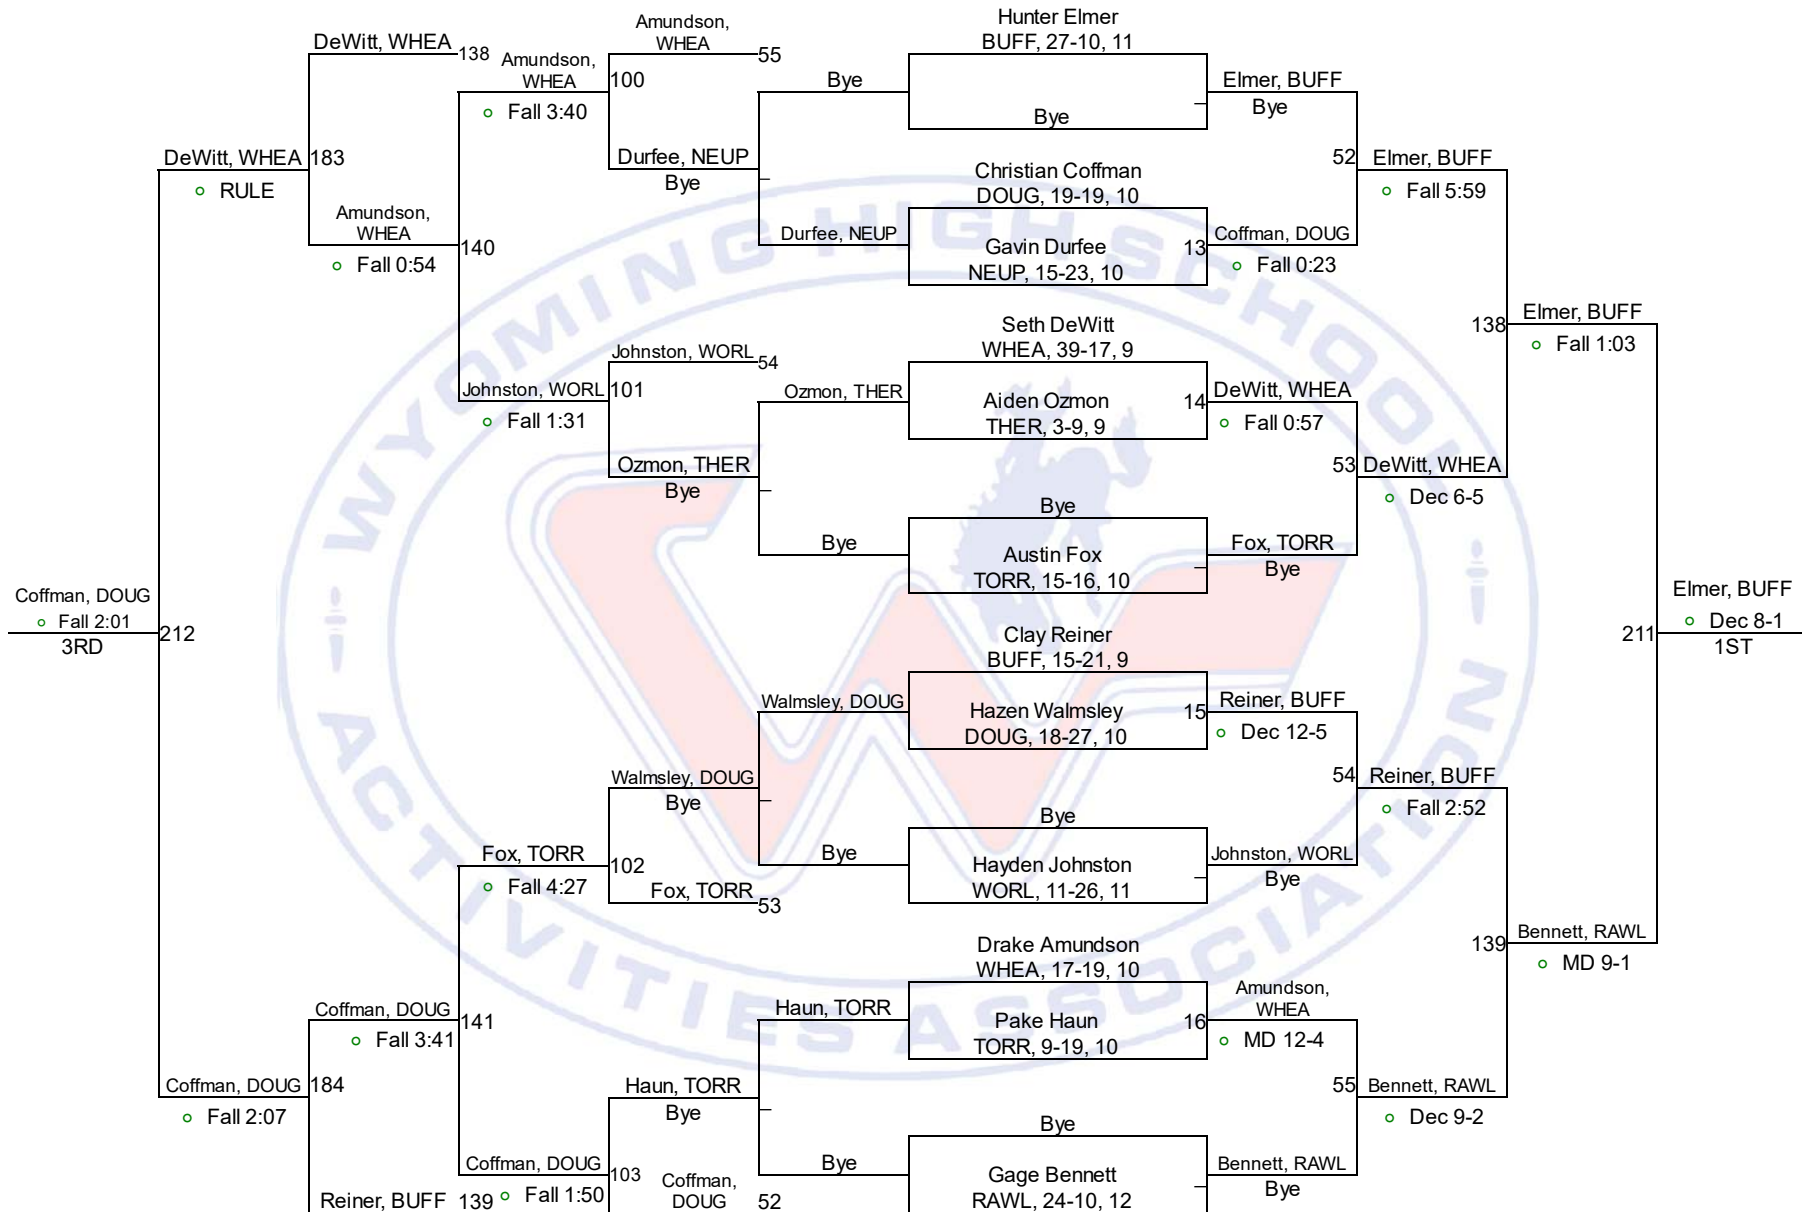 Hunter Elmer
BUFF, 27-10, 11
Bye
Christian Coffman
DOUG, 19-19, 10
Gavin Durfee
NEUP, 15-23, 10
13
Seth DeWitt
WHEA, 39-17, 9
Aiden Ozmon
THER, 3-9, 9
14
Bye
Austin Fox
TORR, 15-16, 10
Clay Reiner
BUFF, 15-21, 9
Hazen Walmsley
DOUG, 18-27, 10
15
Bye
Hayden Johnston
WORL, 11-26, 11
Drake Amundson
WHEA, 17-19, 10
Pake Haun
TORR, 9-19, 10
16
Bye
Gage Bennett
RAWL, 24-10, 12
Elmer, BUFF
Bye
52
Coffman, DOUG
Fall 0:23
DeWitt, WHEA
Fall 0:57
53
Fox, TORR
Bye
Reiner, BUFF
Dec 12-5
54
Johnston, WORL
Bye
Amundson,
WHEA
MD 12-4
55
Bennett, RAWL
Bye
Elmer, BUFF
Fall 5:59
138
DeWitt, WHEA
Dec 6-5
Reiner, BUFF
Fall 2:52
139
Bennett, RAWL
Dec 9-2
Elmer, BUFF
Fall 1:03
211
Bennett, RAWL
MD 9-1
Elmer, BUFF
Dec 8-1
1ST
Bye
Durfee, NEUP
Ozmon, THER
Bye
Walmsley, DOUG
Bye
Haun, TORR
Bye
Amundson,
WHEA
55
100
Durfee, NEUP
Bye
Johnston, WORL
54
101
Ozmon, THER
Bye
Walmsley, DOUG
Bye
102
Fox, TORR
53
Haun, TORR
Bye
103
Coffman,
DOUG
52
Amundson,
WHEA
Fall 3:40
140
Johnston, WORL
Fall 1:31
Fox, TORR
Fall 4:27
141
Coffman, DOUG
Fall 1:50
DeWitt, WHEA
138
183
Amundson,
WHEA
Fall 0:54
Coffman, DOUG
Fall 3:41
184
Reiner, BUFF
139
DeWitt, WHEA
RULE
212
Coffman, DOUG
Fall 2:07
Coffman, DOUG
Fall 2:01
3RD
WYOMING HIGH SCHOOL
ACTIVITIES ASSOCIATION